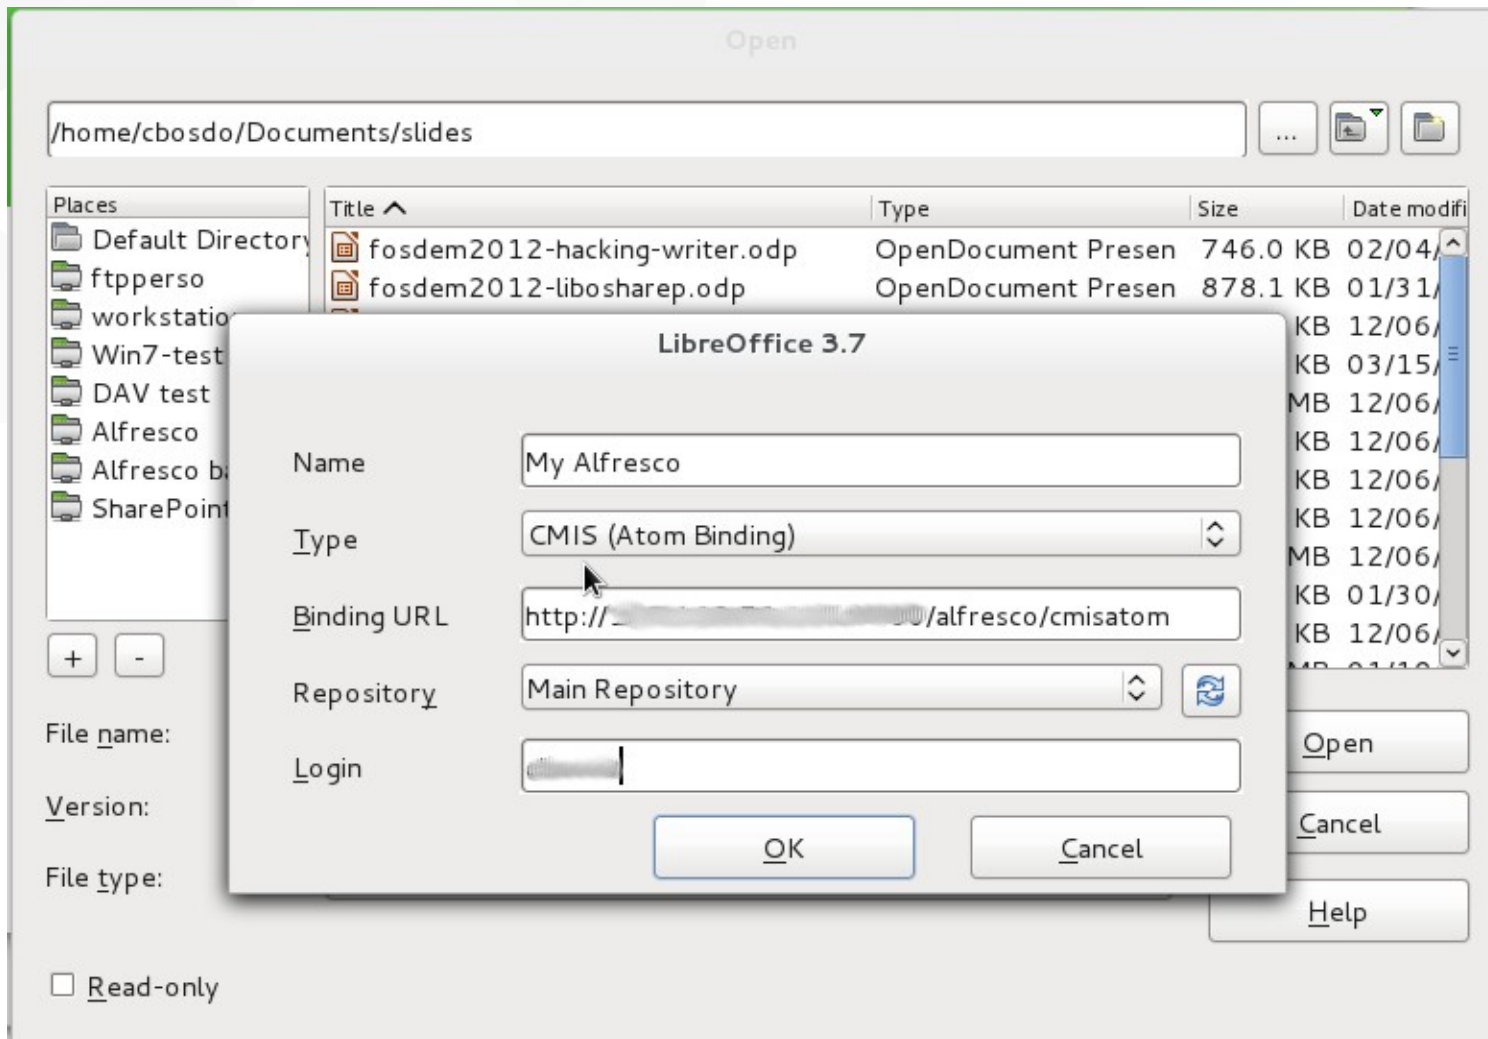 Open
/home/cbosdo/Documents/slides
...
Places
Default Directory
ftpperso
Win7-test
DAV test
Alfresco
Alfresco
SharePoint
+ -
Title Type Size Date modifi
fosdem2012-hacking-writer.odp OpenDocument Presen 746.0 KB 02/04/
fosdem2012-libosharep.odp OpenDocument Presen 878.1 KB 01/31/
KB 12/06/
KB 03/15/
MB 12/06/
KB 12/06/
KB 12/06/
KB 12/06/
MB 12/06/
KB 01/30/
KB 12/06/
LibreOffice 3.7
Name My Alfresco
Type CMIS (Atom Binding)
Binding URL http:// /alfresco/cmisatom
Repository Main Repository
Login
OK Cancel
File name:
Version:
File type:
Open
Cancel
Help
Read-only